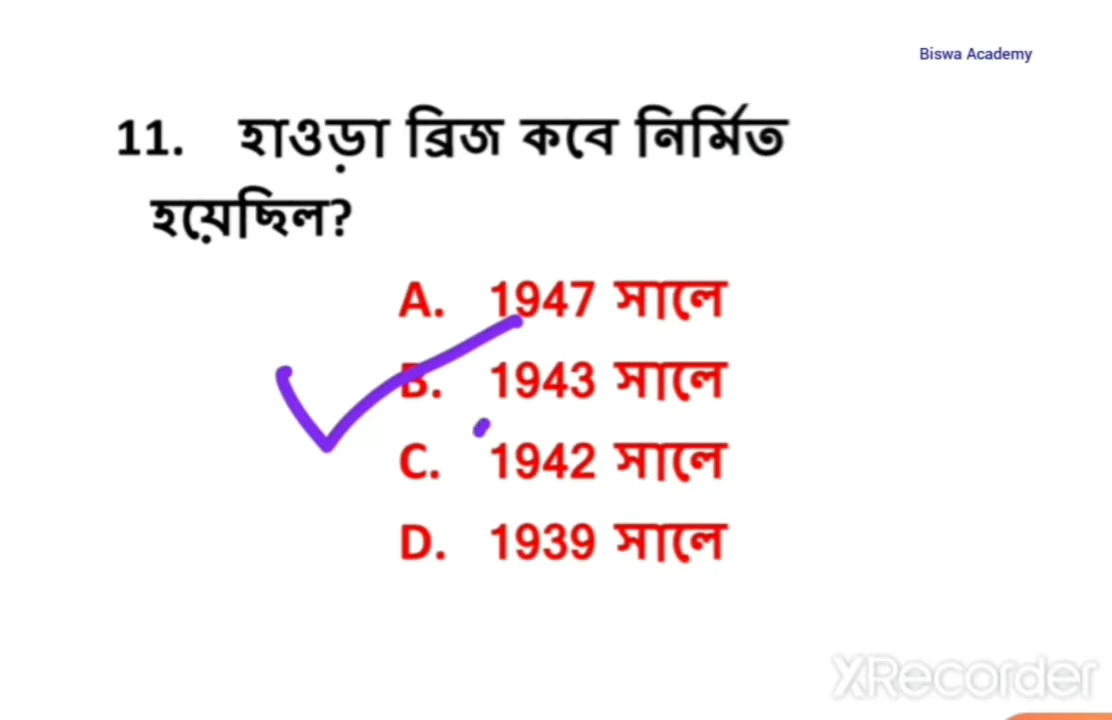 Biswa Academy
11. হাওড়া ব্রিজ কবে নির্মিত
হয়েছিল?
A. 1947 সালে
B. 1943 সালে
C. 1942 সালে
D. 1939 সালে
XRecorder